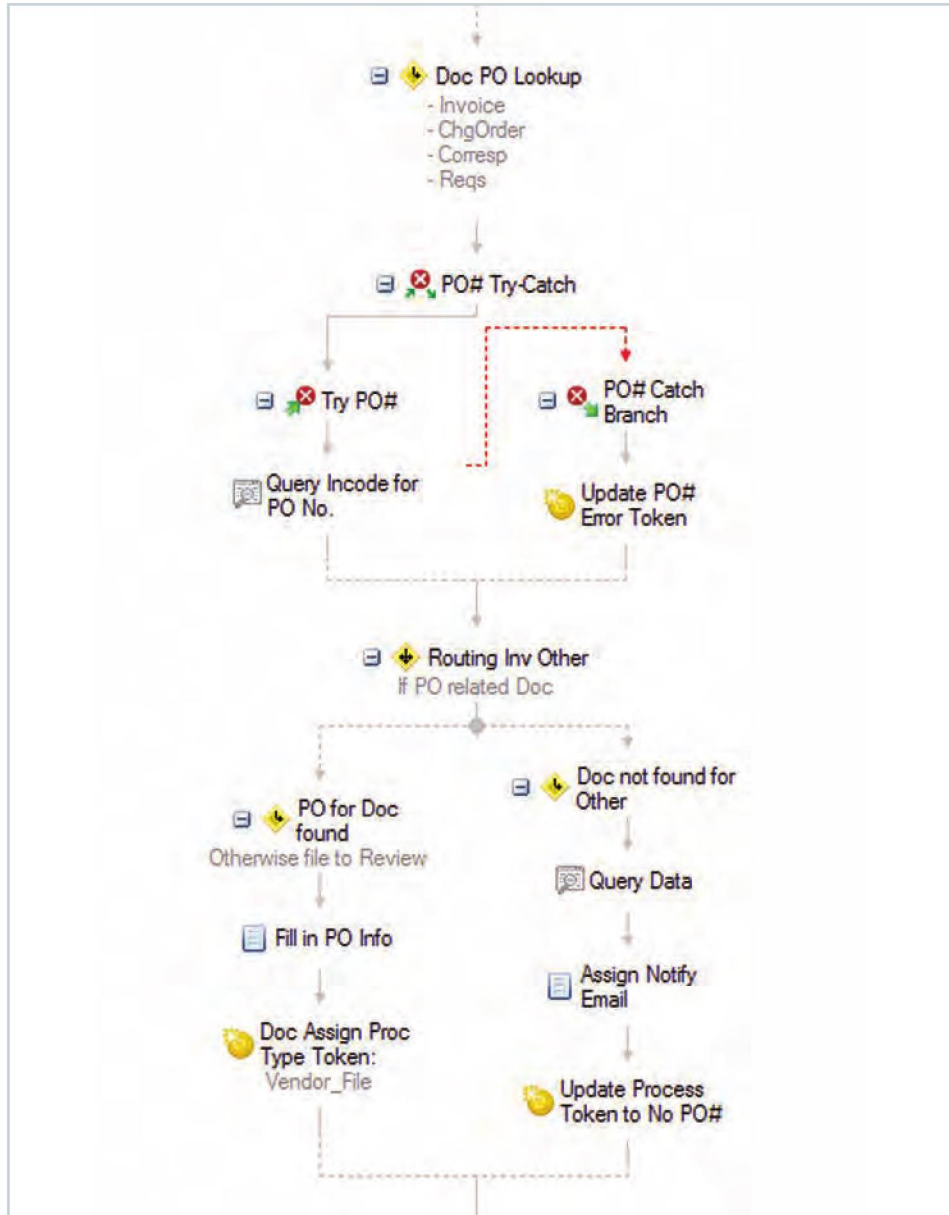 Doc PO Lookup
- Invoice
- ChgOrder
- Corresp
- Reqs
PO# Try-Catch
Try PO#
Query Incode for
PO No.
PO# Catch
Branch
Update PO#
Error Token
Routing Inv Other
If PO related Doc
PO for Doc
found
Otherwise file to Review
Fill in PO Info
Doc Assign Proc
Type Token:
Vendor_File
Doc not found for
Other
Query Data
Assign Notify
Email
Update Process
Token to No PO#